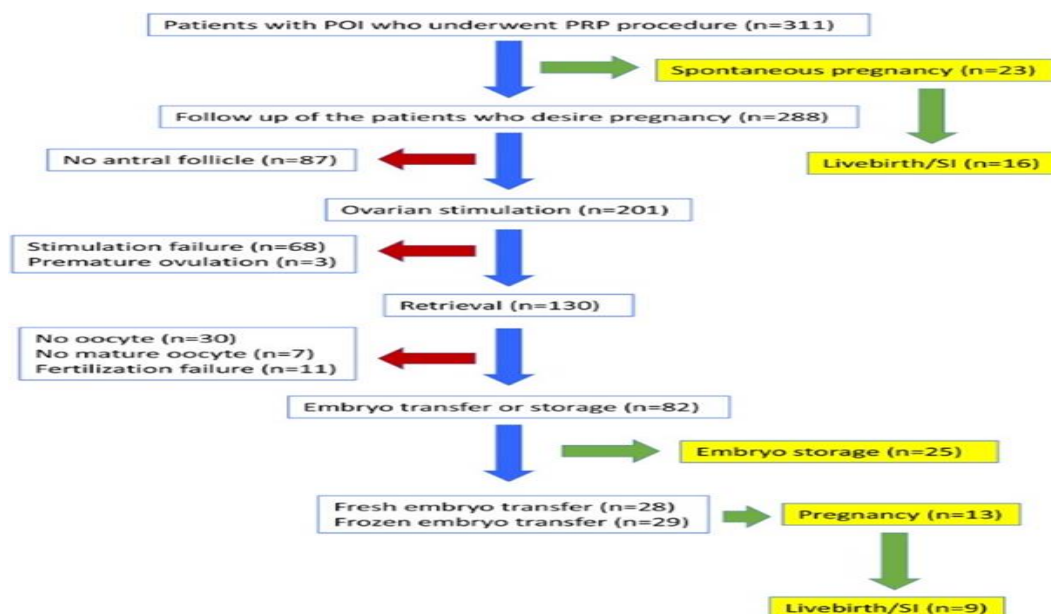 Patients with POI who underwent PRP procedure (n=311)
Spontaneous pregnancy (n=23)
Follow up of the patients who desire pregnancy (n=288)
No antral follicle (n=87)
Livebirth/SI (n=16)
Ovarian stimulation (n=201)
Stimulation failure (n=68)
Premature ovulation (n=3)
Retrieval (n=130)
No oocyte (n=30)
No mature oocyte (n=7)
Fertilization failure (n=11)
Embryo transfer or storage (n=82)
Embryo storage (n=25)
Fresh embryo transfer (n=28)
Frozen embryo transfer (n=29)
Pregnancy (n=13)
Livebirth/SI (n=9)